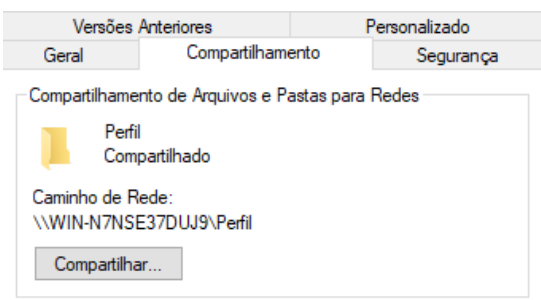 Versões Anteriores Personalizado
Geral Compartilhamento Segurança
Compartilhamento de Arquivos e Pastas para Redes
Perfil
Compartilhado
Caminho de Rede:
\\WIN-N7NSE37DUJ9\Perfil
Compartilhar...